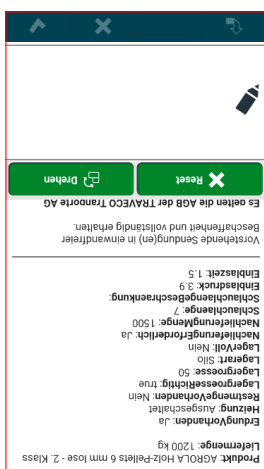 Produkt: AGROLA Holz-Pellets 6 mm lose - 2. Klass
Liefermenge: 1200 kg
ErdungVorhanden: Ja
Heizung: Ausgeschaltet
RestmengeVorhanden: Nein
LagergroesseRichtig: true
Lagergroesse: 50
Lagerart: Silo
LagerVoll: Nein
NachlieferungErforderlich: Ja
NachlieferungMenge: 1500
Schlauchlaenge: 7
SchlauchlaengeBeschraenkung:
Einblasdruck: 3.9
Einblaszeit: 1.5
Vorstehende Sendung(en) in einwandfreier
Beschaffenheit und vollständig erhalten.
Es gelten die AGB der TRAVECO Transporte AG
Reset
Drehen